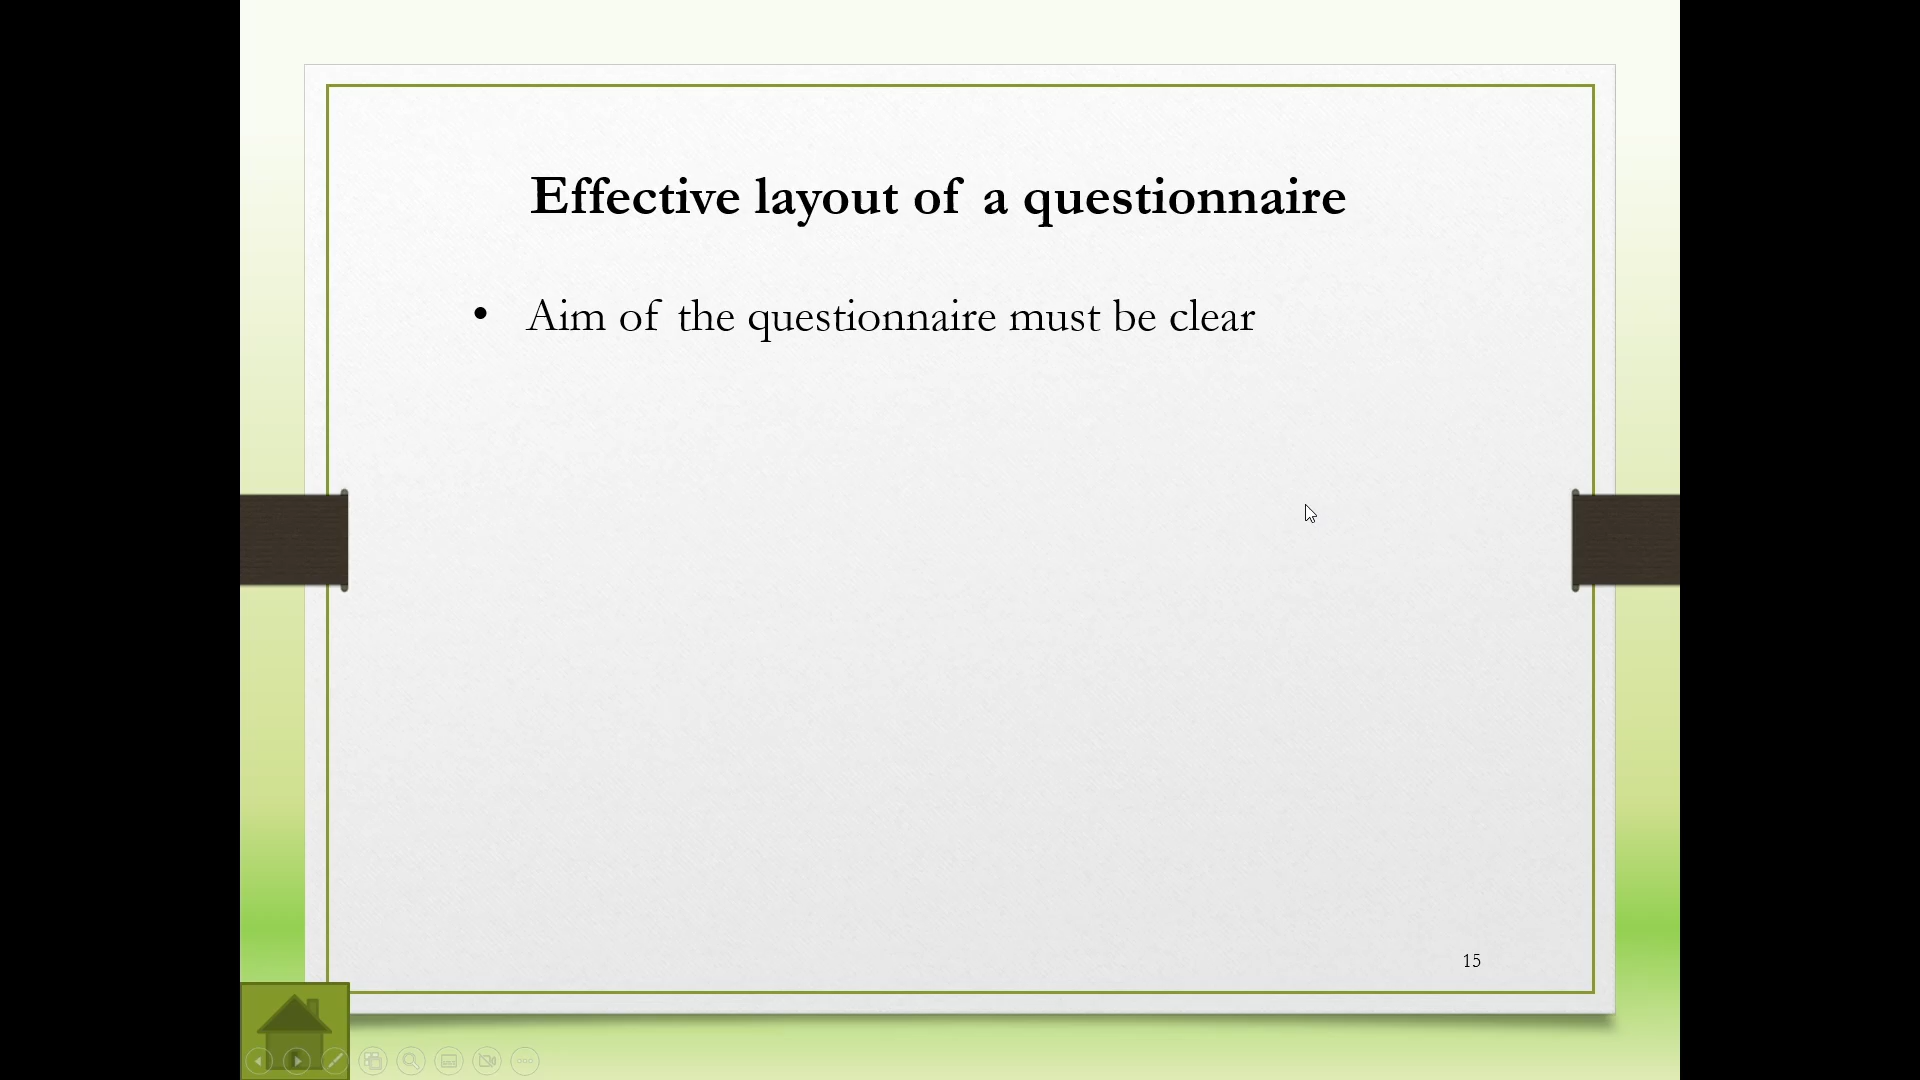 Effective layout of a questionnaire
• Aim of the questionnaire must be clear
15